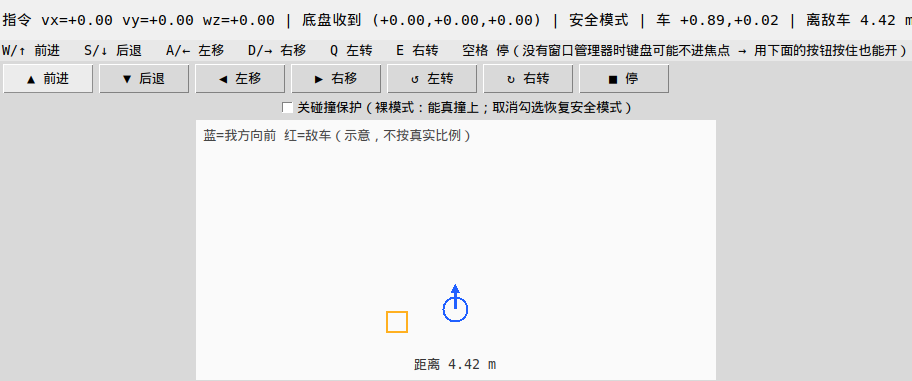 指令 vx=+0.00 vy=+0.00 wz=+0.00 | 底盘收到 (+0.00,+0.00,+0.00) | 安全模式 | 车 +0.89,+0.02 | 离敌车 4.42 m
W/↑ 前进 S/↓ 后退 A/← 左移 D/→ 右移 Q 左转 E 右转 空格 停（没有窗口管理器时键盘可能不进焦点 → 用下面的按钮按住也能开）
▲ 前进 ▼ 后退 ◀ 左移 ▶ 右移 ↺ 左转 ↻ 右转 ■ 停
关碰撞保护（裸模式：能真撞上；取消勾选恢复安全模式）
蓝=我方向前 红=敌车（示意，不按真实比例）
距离 4.42 m